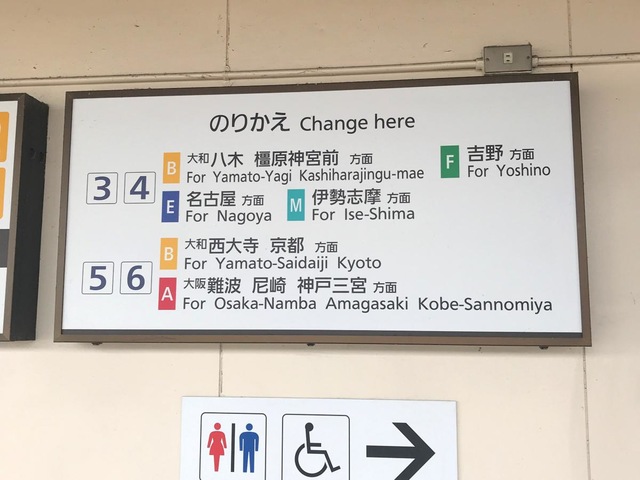 のりかえ Change here
3 4
B 大和八木 橿原神宮前 方面
For Yamato-Yagi Kashiharajingu-mae
F 吉野 方面
For Yoshino
E 名古屋 方面
For Nagoya
M 伊勢志摩 方面
For Ise-Shima
5 6
B 大和西大寺 京都 方面
For Yamato-Saidaiji Kyoto
A 大阪難波 尼崎 神戸三宮 方面
For Osaka-Namba Amagasaki Kobe-Sannomiya